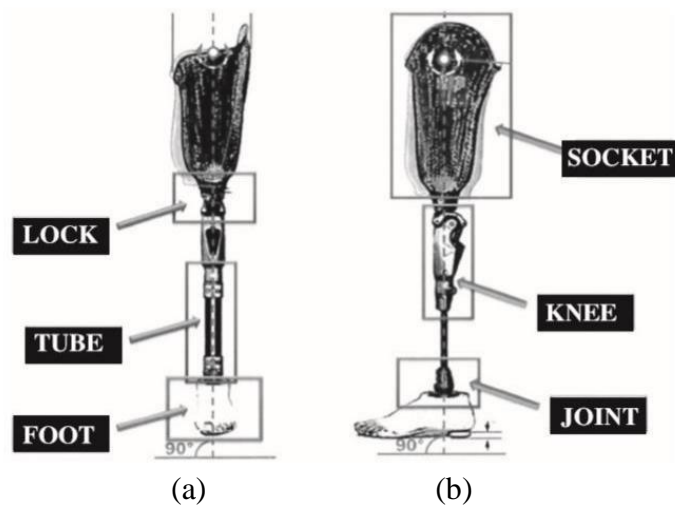 SOCKET
LOCK
KNEE
TUBE
JOINT
FOOT
90°
90°
(a)
(b)